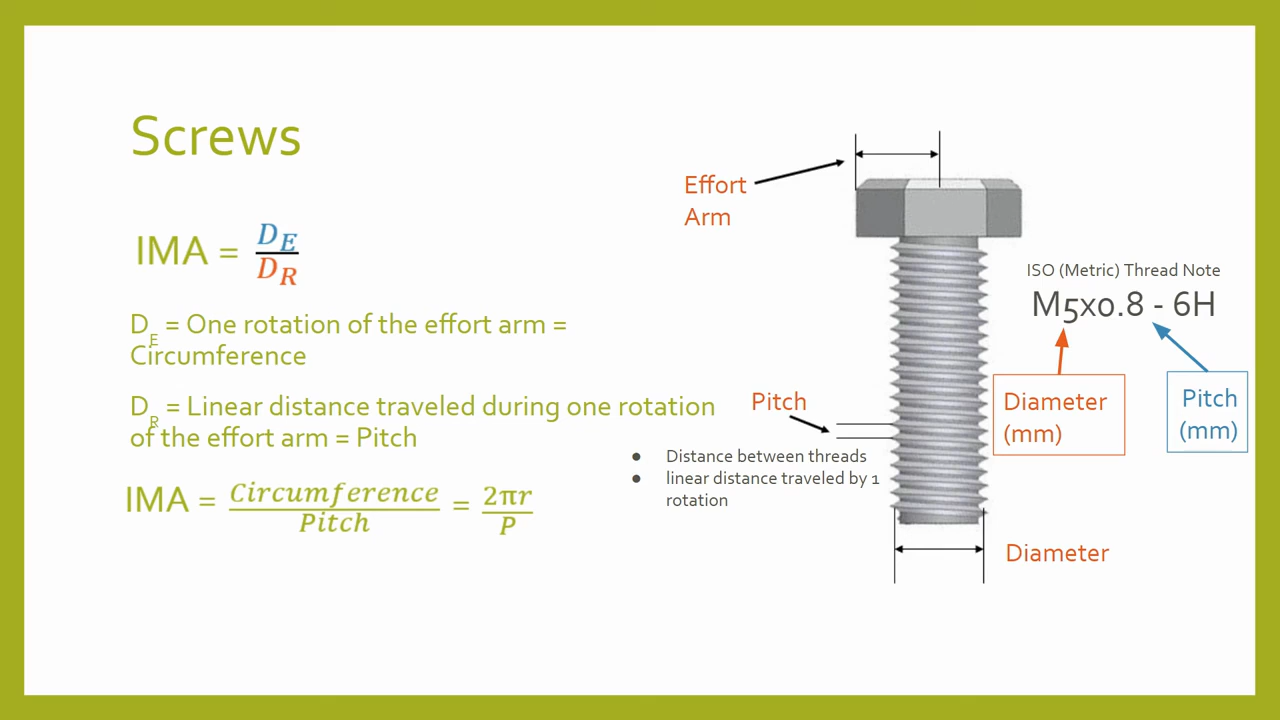 Screws
IMA = D_E / D_R
D_E = One rotation of the effort arm =
Circumference
D_R = Linear distance traveled during one rotation
of the effort arm = Pitch
IMA = Circumference / Pitch = 2πr / P
Effort
Arm
Pitch
● Distance between threads
● linear distance traveled by 1
rotation
ISO (Metric) Thread Note
M5x0.8 - 6H
Diameter
(mm)
Pitch
(mm)
Diameter